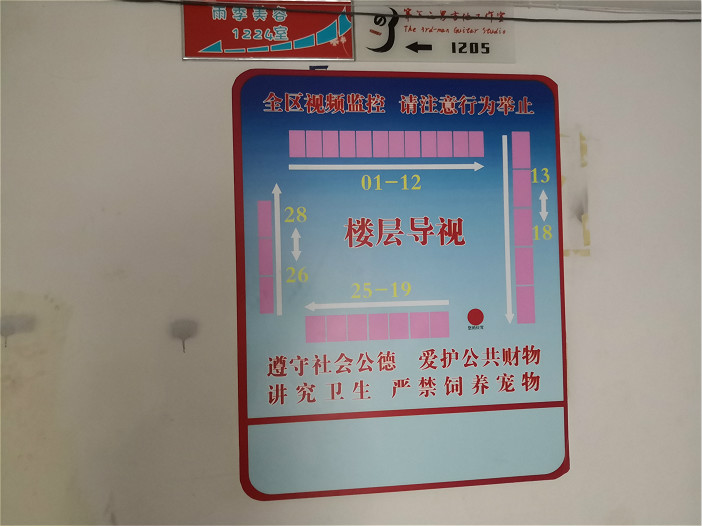 雨季美容
1224室
The 3rd-man Guitar Studio
1205
全区视频监控 请注意行为举止
01-12
13
18
28
26
楼层导视
25-19
遵守社会公德 爱护公共财物
讲究卫生 严禁饲养宠物